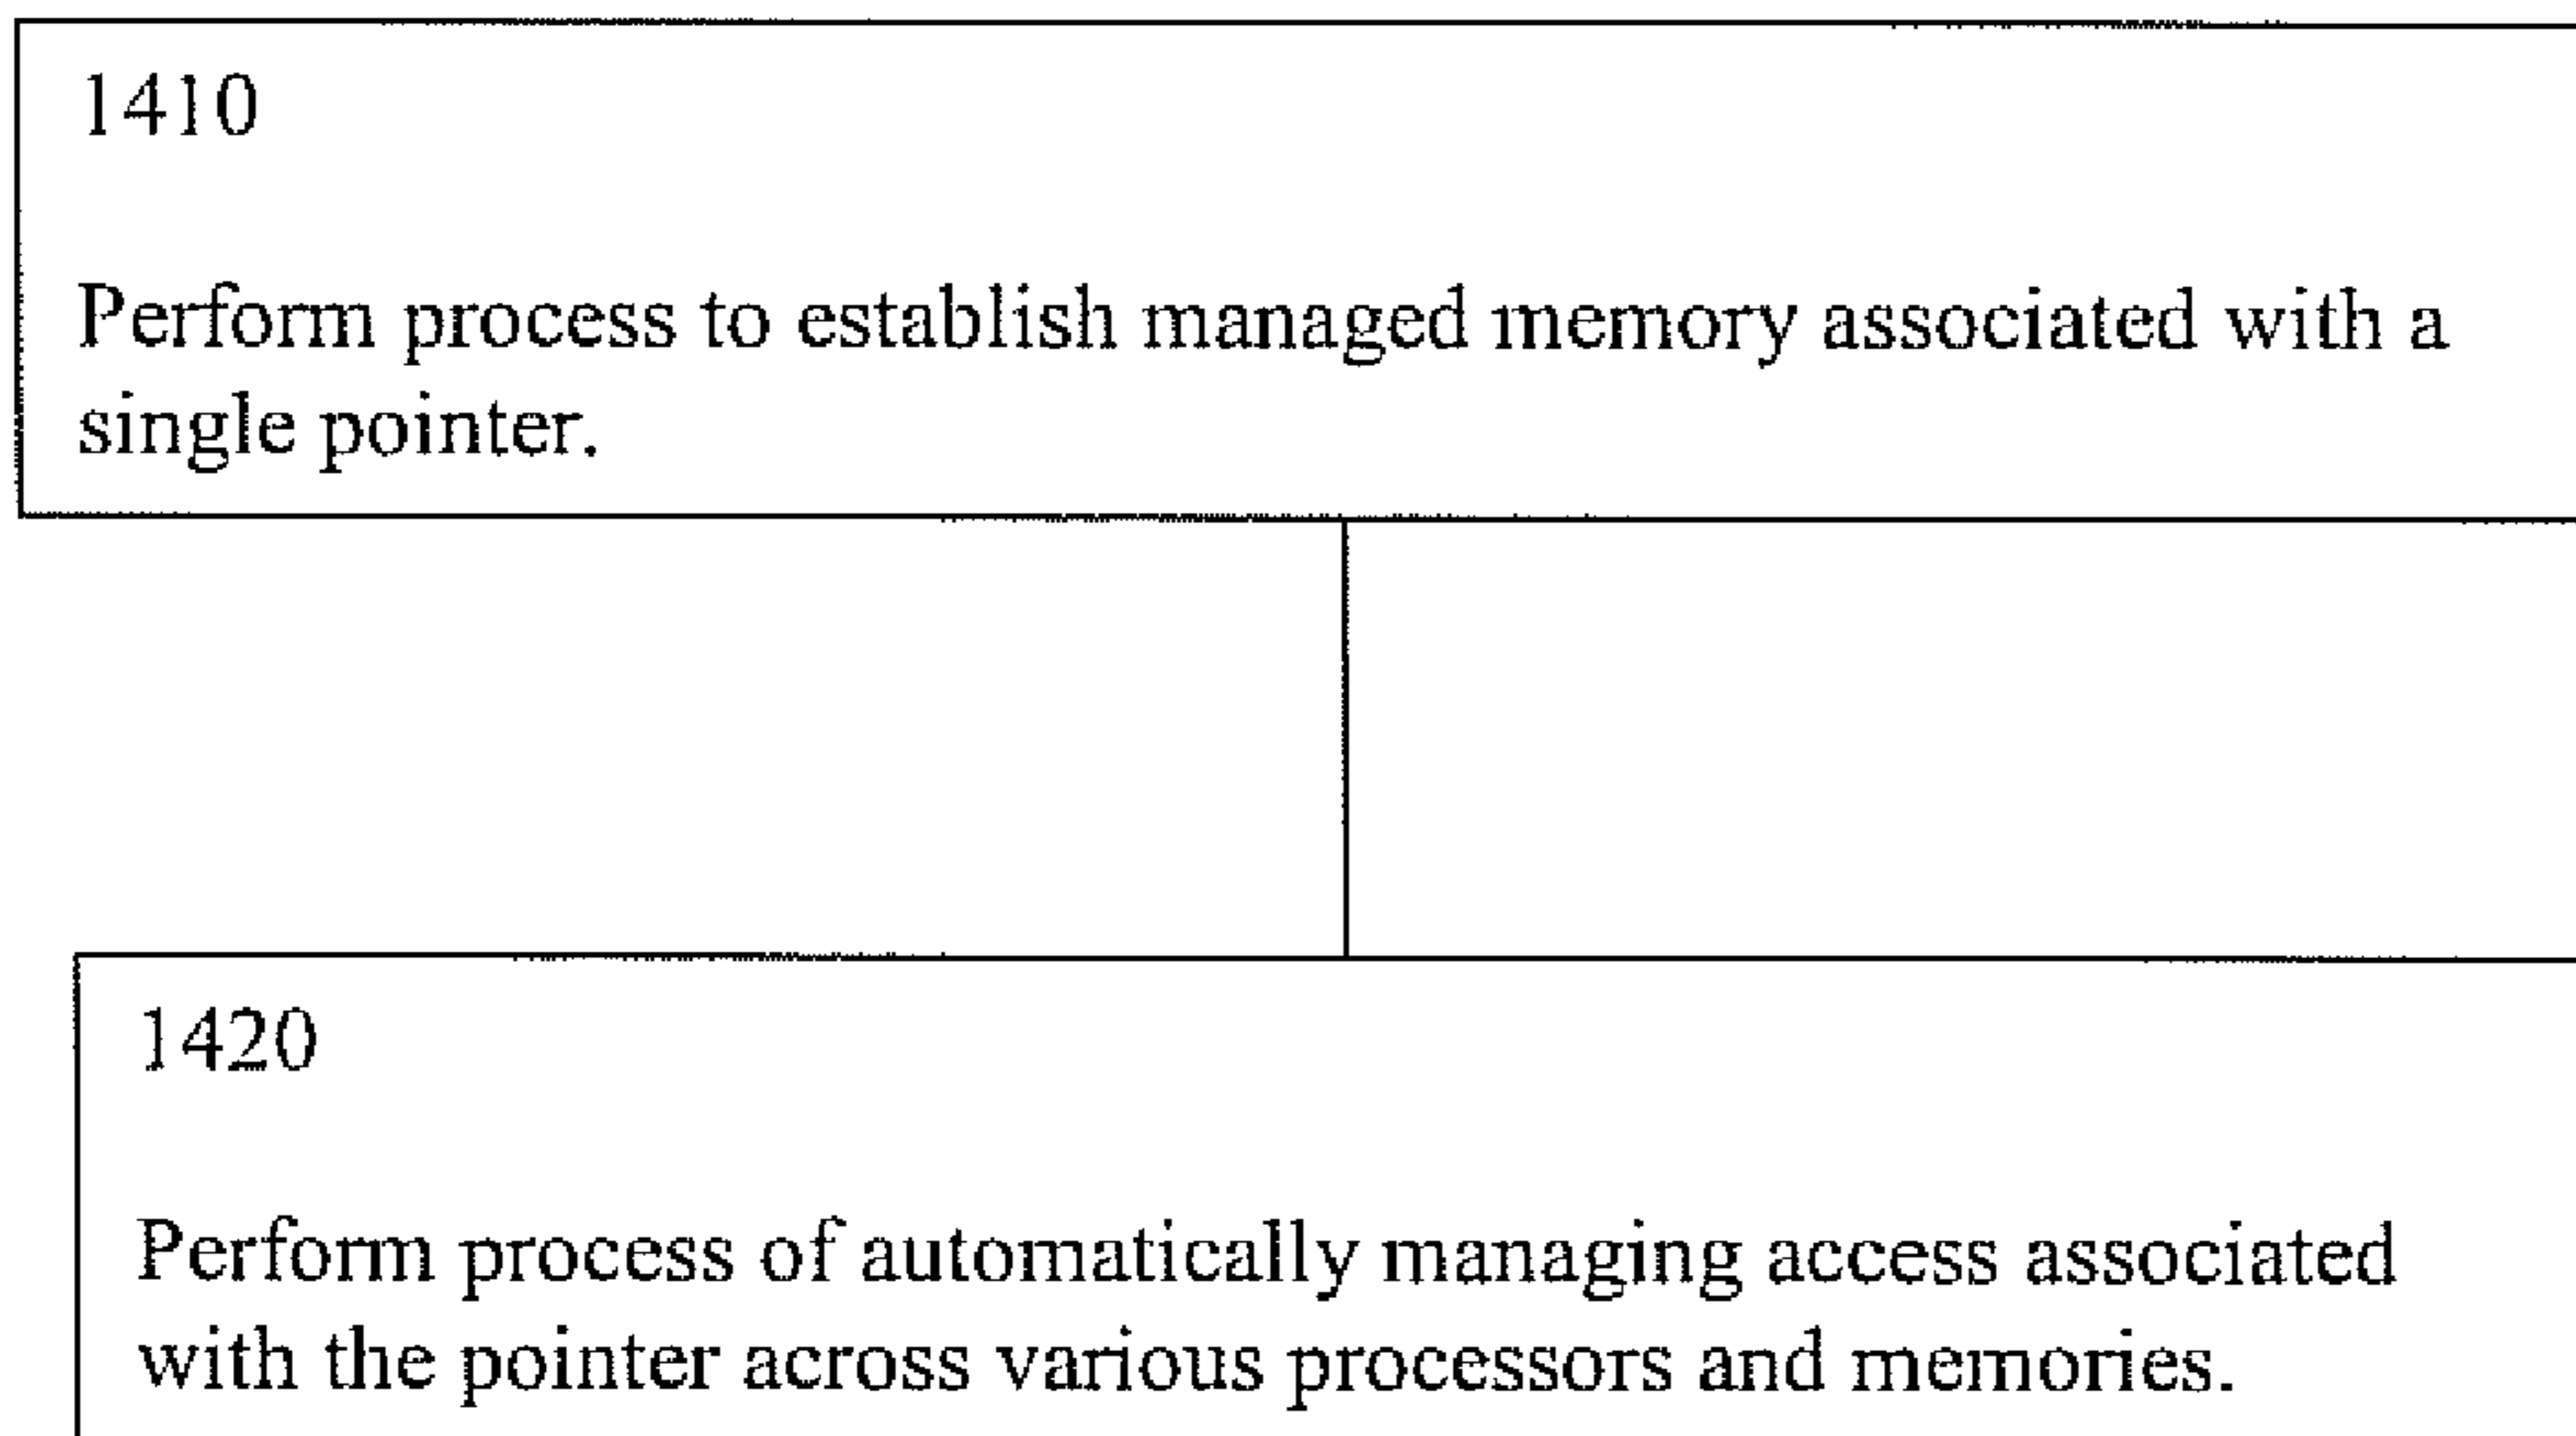 1410
Perform process to establish managed memory associated with a
single pointer.
1420
Perform process of automatically managing access associated
with the pointer across various processors and memories.